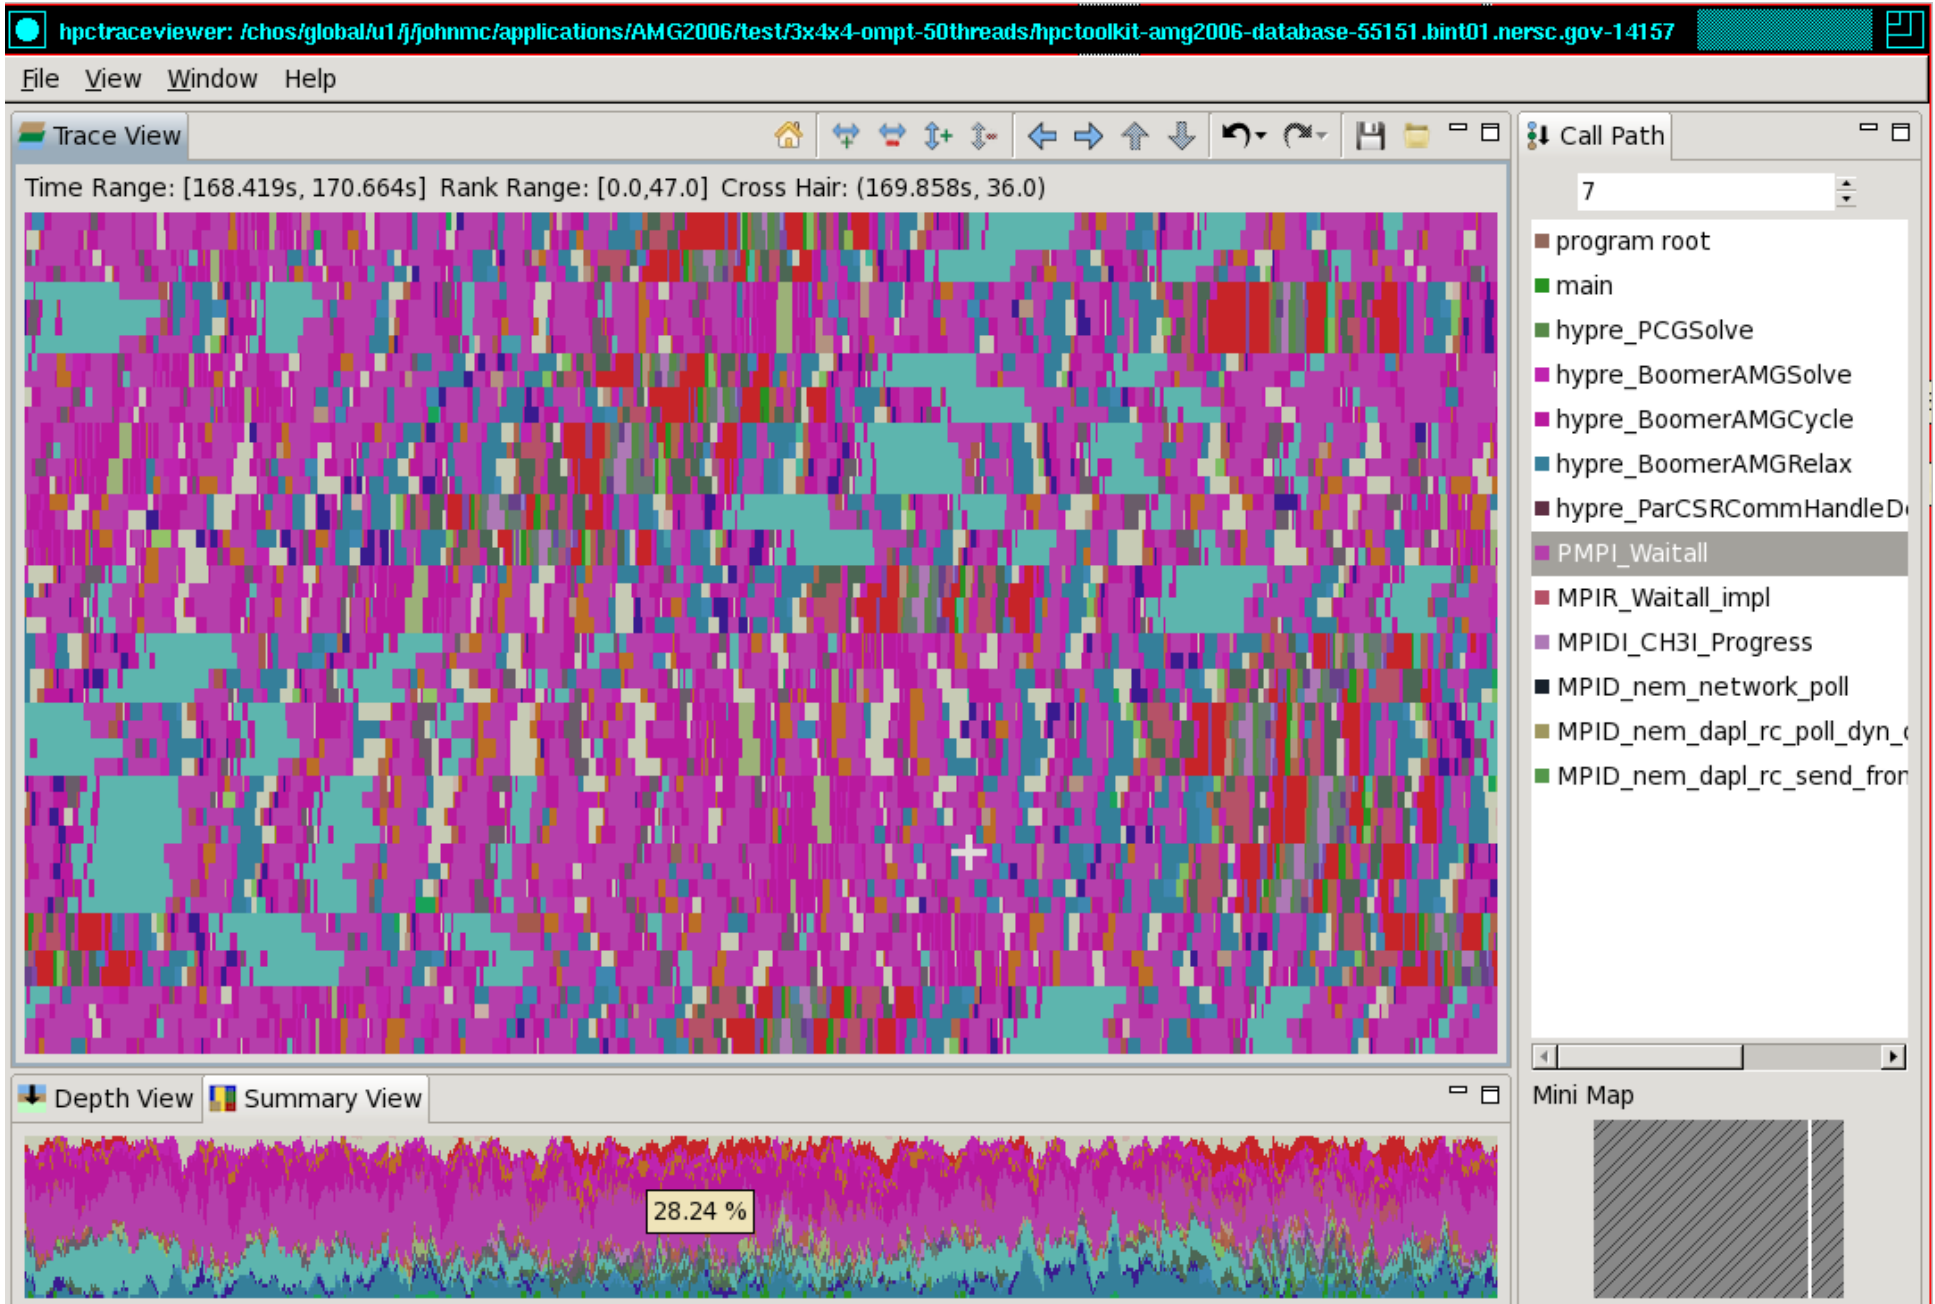 hpctraceviewer: /chos/global/u1/j/johnmc/applications/AMG2006/test/3x4x4-ompt-50threads/hpctoolkit-amg2006-database-55151.bint01.nersc.gov-14157
File View Window Help
Trace View
Call Path
Time Range: [168.419s, 170.664s] Rank Range: [0.0,47.0] Cross Hair: (169.858s, 36.0)
7
program root
main
hypre_PCGSolve
hypre_BoomerAMGSolve
hypre_BoomerAMGCycle
hypre_BoomerAMGRelax
hypre_ParCSRCommHandleD
PMPI_Waitall
MPIR_Waitall_impl
MPIDI_CH3I_Progress
MPID_nem_network_poll
MPID_nem_dapl_rc_poll_dyn_
MPID_nem_dapl_rc_send_fron
Depth View Summary View
Mini Map
28.24 %